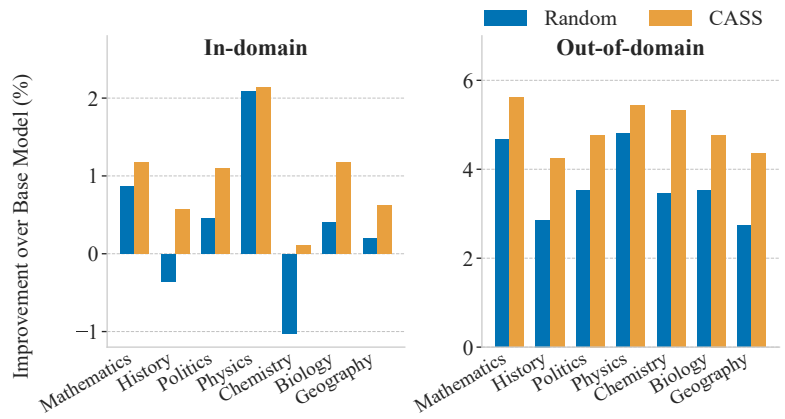 Random CASS
In-domain
Out-of-domain
Improvement over Base Model (%)
2
1
0
−1
Mathematics
History
Politics
Physics
Chemistry
Biology
Geography
6
4
2
0
Mathematics
History
Politics
Physics
Chemistry
Biology
Geography